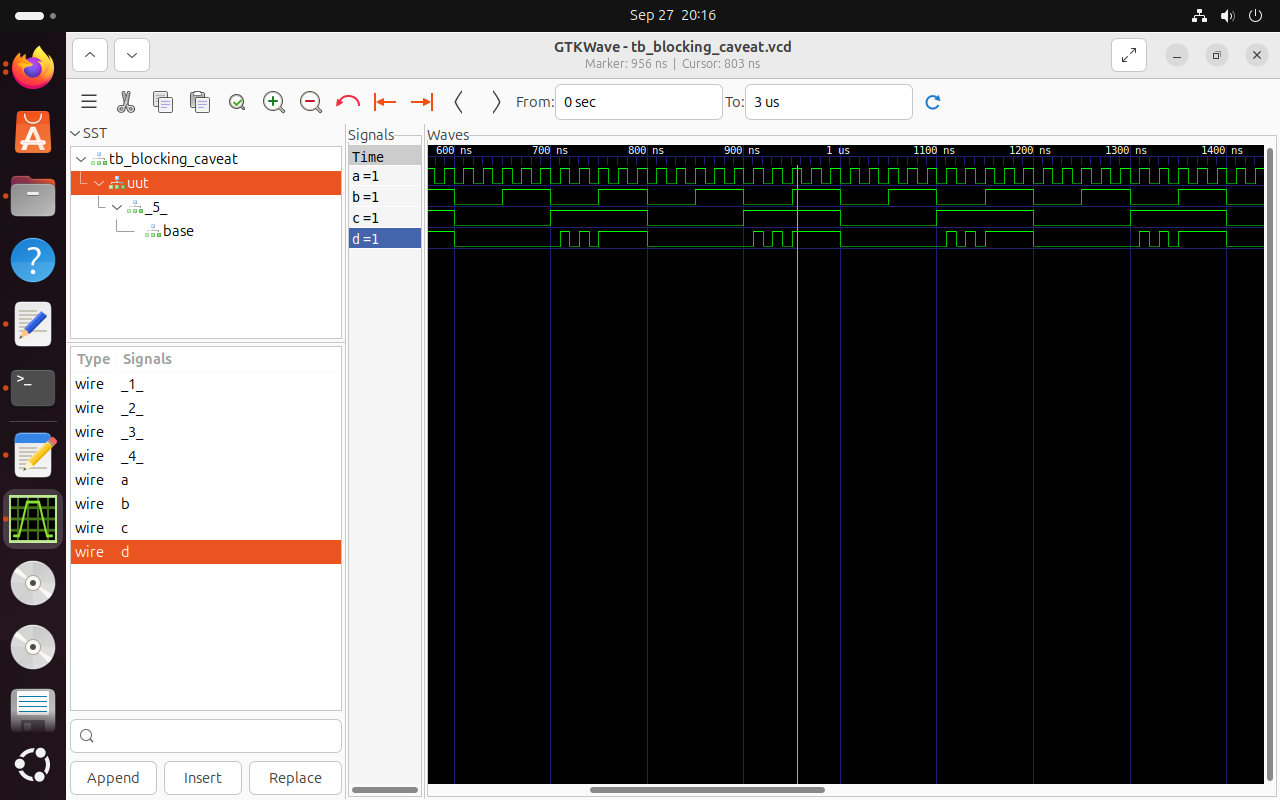 Sep 27 20:16
GTKWave - tb_blocking_caveat.vcd
Marker: 956 ns | Cursor: 803 ns
From: 0 sec To: 3 us
SST
tb_blocking_caveat
uut
_5_
base
Type Signals
wire _1_
wire _2_
wire _3_
wire _4_
wire a
wire b
wire c
wire d
Append Insert Replace
Signals
Time
a =1
b =1
c =1
d =1
Waves
600 ns 700 ns 800 ns 900 ns 1 us 1100 ns 1200 ns 1300 ns 1400 ns